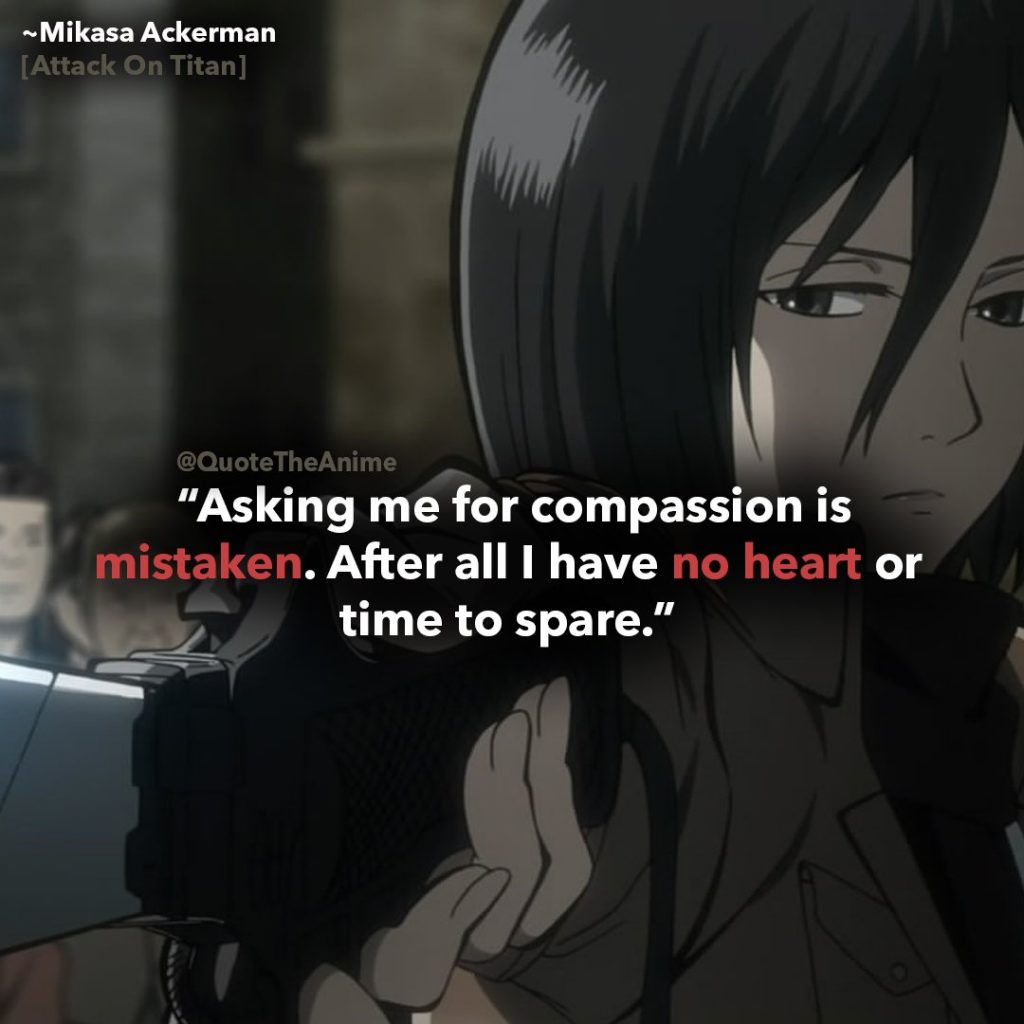 ~Mikasa Ackerman
[Attack On Titan]
@QuoteTheAnime
“Asking me for compassion is
mistaken. After all I have no heart or
time to spare.”